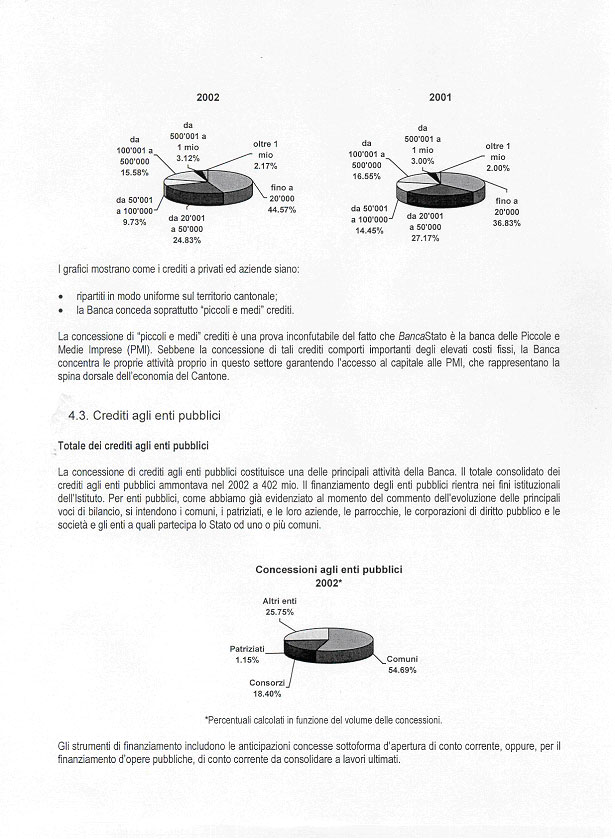 2002
2001
da
500'001 a
1 mio
3.12%
da
100'001 a
500'000
15.58%
oltre 1
mio
2.17%
fino a
20'000
44.57%
da 50'001
a 100'000
9.73%
da 20'001
a 50'000
24.83%
da
500'001 a
1 mio
3.00%
da
100'001 a
500'000
16.55%
oltre 1
mio
2.00%
fino a
20'000
36.83%
da 50'001
a 100'000
14.45%
da 20'001
a 50'000
27.17%
I grafici mostrano come i crediti a privati ed aziende siano:
• ripartiti in modo uniforme sul territorio cantonale;
• la Banca conceda soprattutto “piccoli e medi” crediti.
La concessione di “piccoli e medi” crediti è una prova inconfutabile del fatto che BancaStato è la banca delle Piccole e
Medie Imprese (PMI). Sebbene la concessione di tali crediti comporti importanti degli elevati costi fissi, la Banca
concentra le proprie attività proprio in questo settore garantendo l’accesso al capitale alle PMI, che rappresentano la
spina dorsale dell’economia del Cantone.
4.3. Crediti agli enti pubblici
Totale dei crediti agli enti pubblici
La concessione di crediti agli enti pubblici costituisce una delle principali attività della Banca. Il totale consolidato dei
crediti agli enti pubblici ammontava nel 2002 a 402 mio. Il finanziamento degli enti pubblici rientra nei fini istituzionali
dell’Istituto. Per enti pubblici, come abbiamo già evidenziato al momento del commento dell’evoluzione delle principali
voci di bilancio, si intendono i comuni, i patriziati, e le loro aziende, le parrocchie, le corporazioni di diritto pubblico e le
società e gli enti a quali partecipa lo Stato od uno o più comuni.
Concessioni agli enti pubblici
2002*
Altri enti
25.75%
Patriziati
1.15%
Comuni
54.69%
Consorzi
18.40%
*Percentuali calcolati in funzione del volume delle concessioni.
Gli strumenti di finanziamento includono le anticipazioni concesse sottoforma d’apertura di conto corrente, oppure, per il
finanziamento d’opere pubbliche, di conto corrente da consolidare a lavori ultimati.